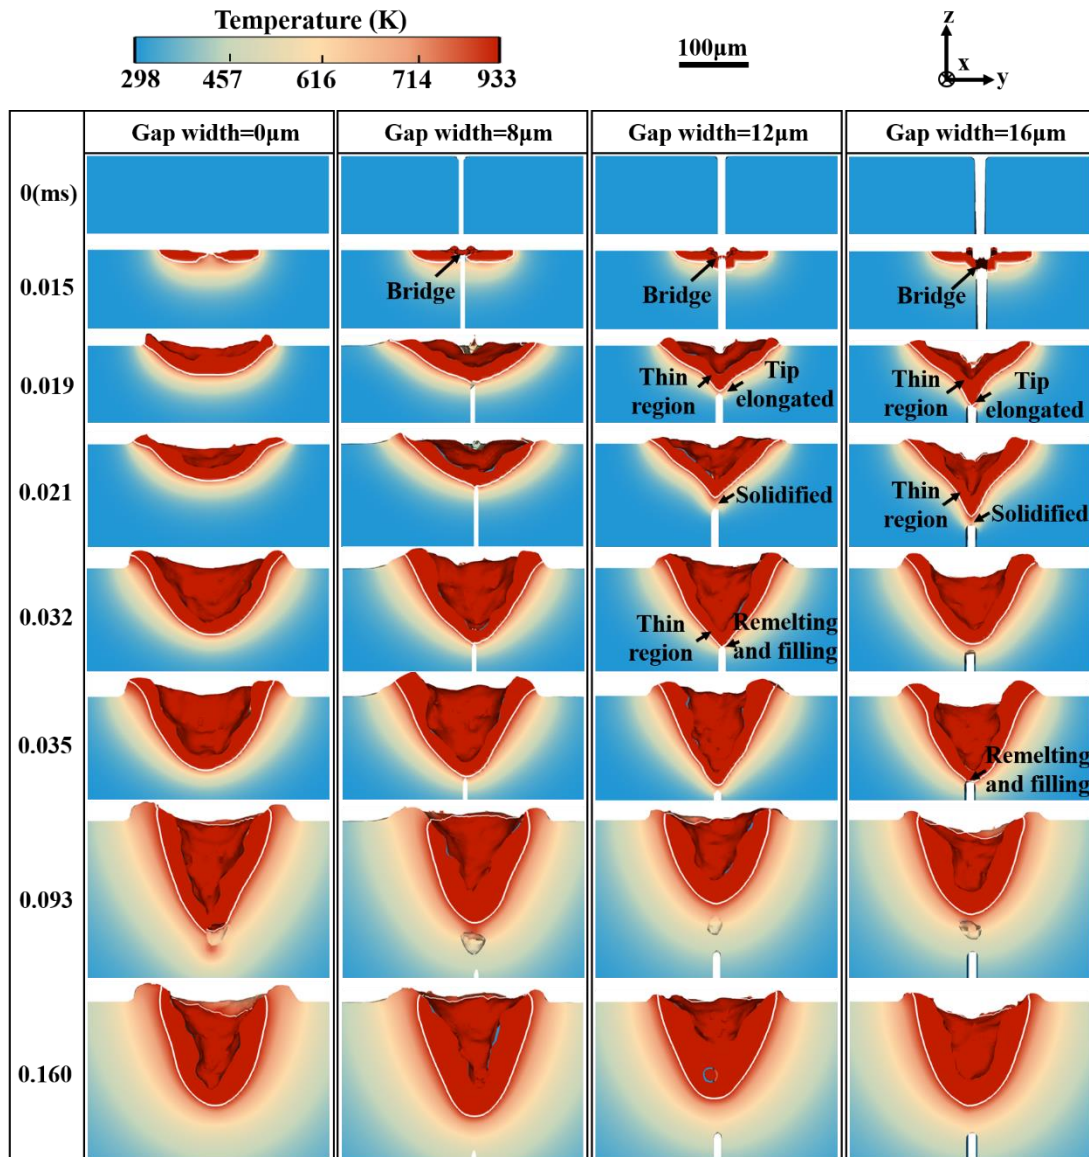 Temperature (K)
298 457 616 714 933
100μm
z
x
y
Gap width=0μm Gap width=8μm Gap width=12μm Gap width=16μm
0(ms)
0.015
Bridge Bridge Bridge
0.019
Thin region
Tip elongated
Thin region
Tip elongated
0.021
Solidified
Thin region
Solidified
0.032
Thin region
Remelting and filling
0.035
Remelting and filling
0.093
0.160